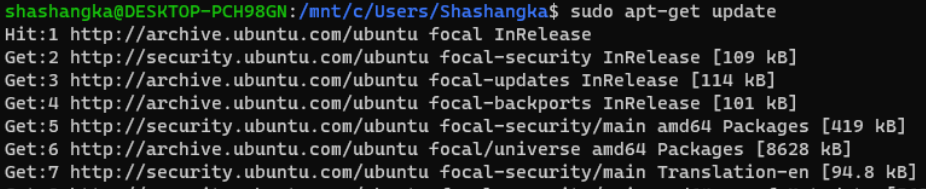 shashangka@DESKTOP-PCH98GN:/mnt/c/Users/Shashangka$ sudo apt-get update
Hit:1 http://archive.ubuntu.com/ubuntu focal InRelease
Get:2 http://security.ubuntu.com/ubuntu focal-security InRelease [109 kB]
Get:3 http://archive.ubuntu.com/ubuntu focal-updates InRelease [114 kB]
Get:4 http://archive.ubuntu.com/ubuntu focal-backports InRelease [101 kB]
Get:5 http://security.ubuntu.com/ubuntu focal-security/main amd64 Packages [419 kB]
Get:6 http://archive.ubuntu.com/ubuntu focal/universe amd64 Packages [8628 kB]
Get:7 http://security.ubuntu.com/ubuntu focal-security/main Translation-en [94.8 kB]